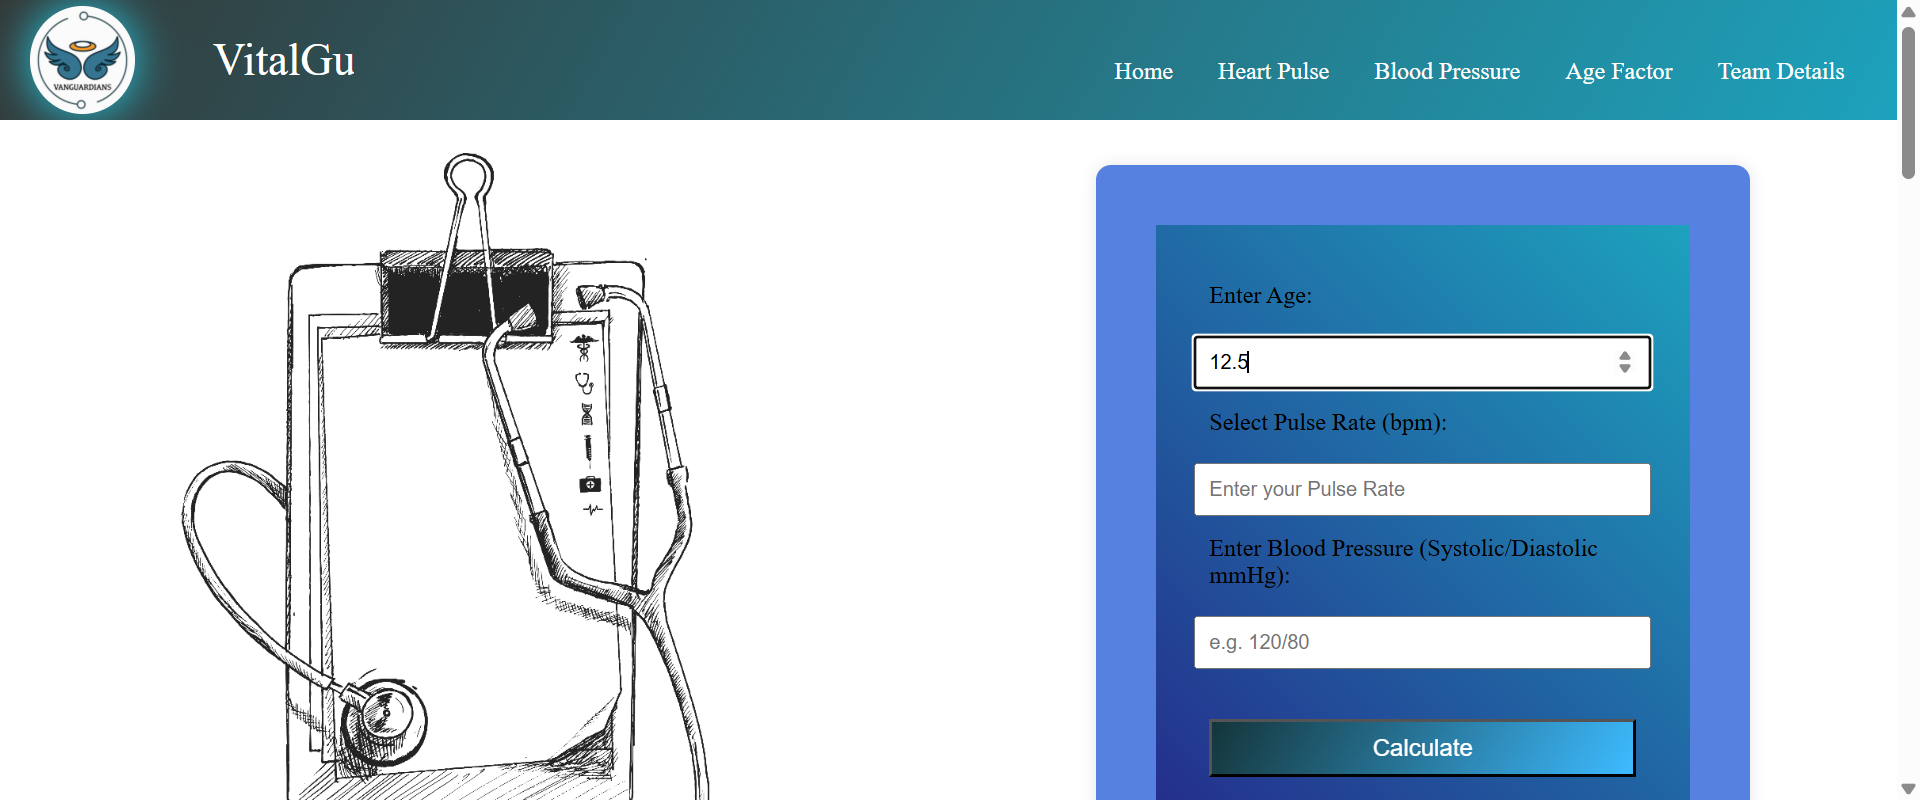 VANGUARDIANS
VitalGu
Home Heart Pulse Blood Pressure Age Factor Team Details
Enter Age:
12.5
Select Pulse Rate (bpm):
Enter your Pulse Rate
Enter Blood Pressure (Systolic/Diastolic
mmHg):
e.g. 120/80
Calculate